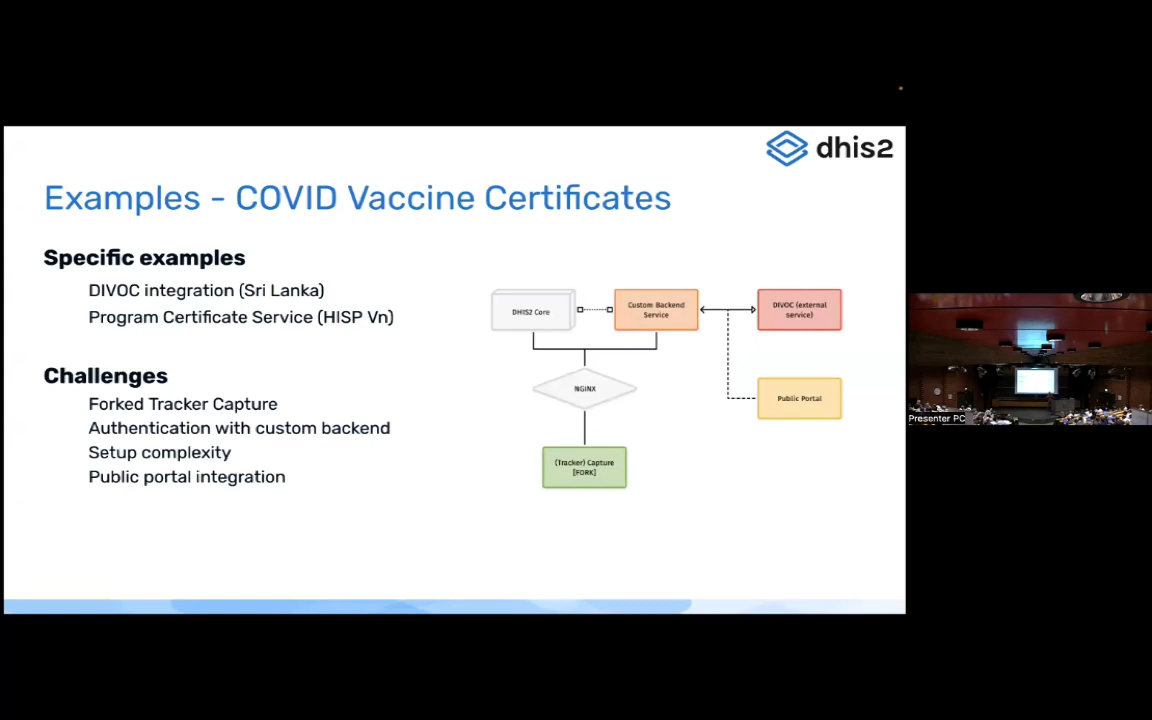 dhis2
Examples - COVID Vaccine Certificates
Specific examples
DIVOC integration (Sri Lanka)
Program Certificate Service (HISP Vn)
Challenges
Forked Tracker Capture
Authentication with custom backend
Setup complexity
Public portal integration
DHIS2 Core
Custom Backend
Service
DIVOC (external
service)
NGINX
Public Portal
(Tracker) Capture
[FORK]
Presenter PC